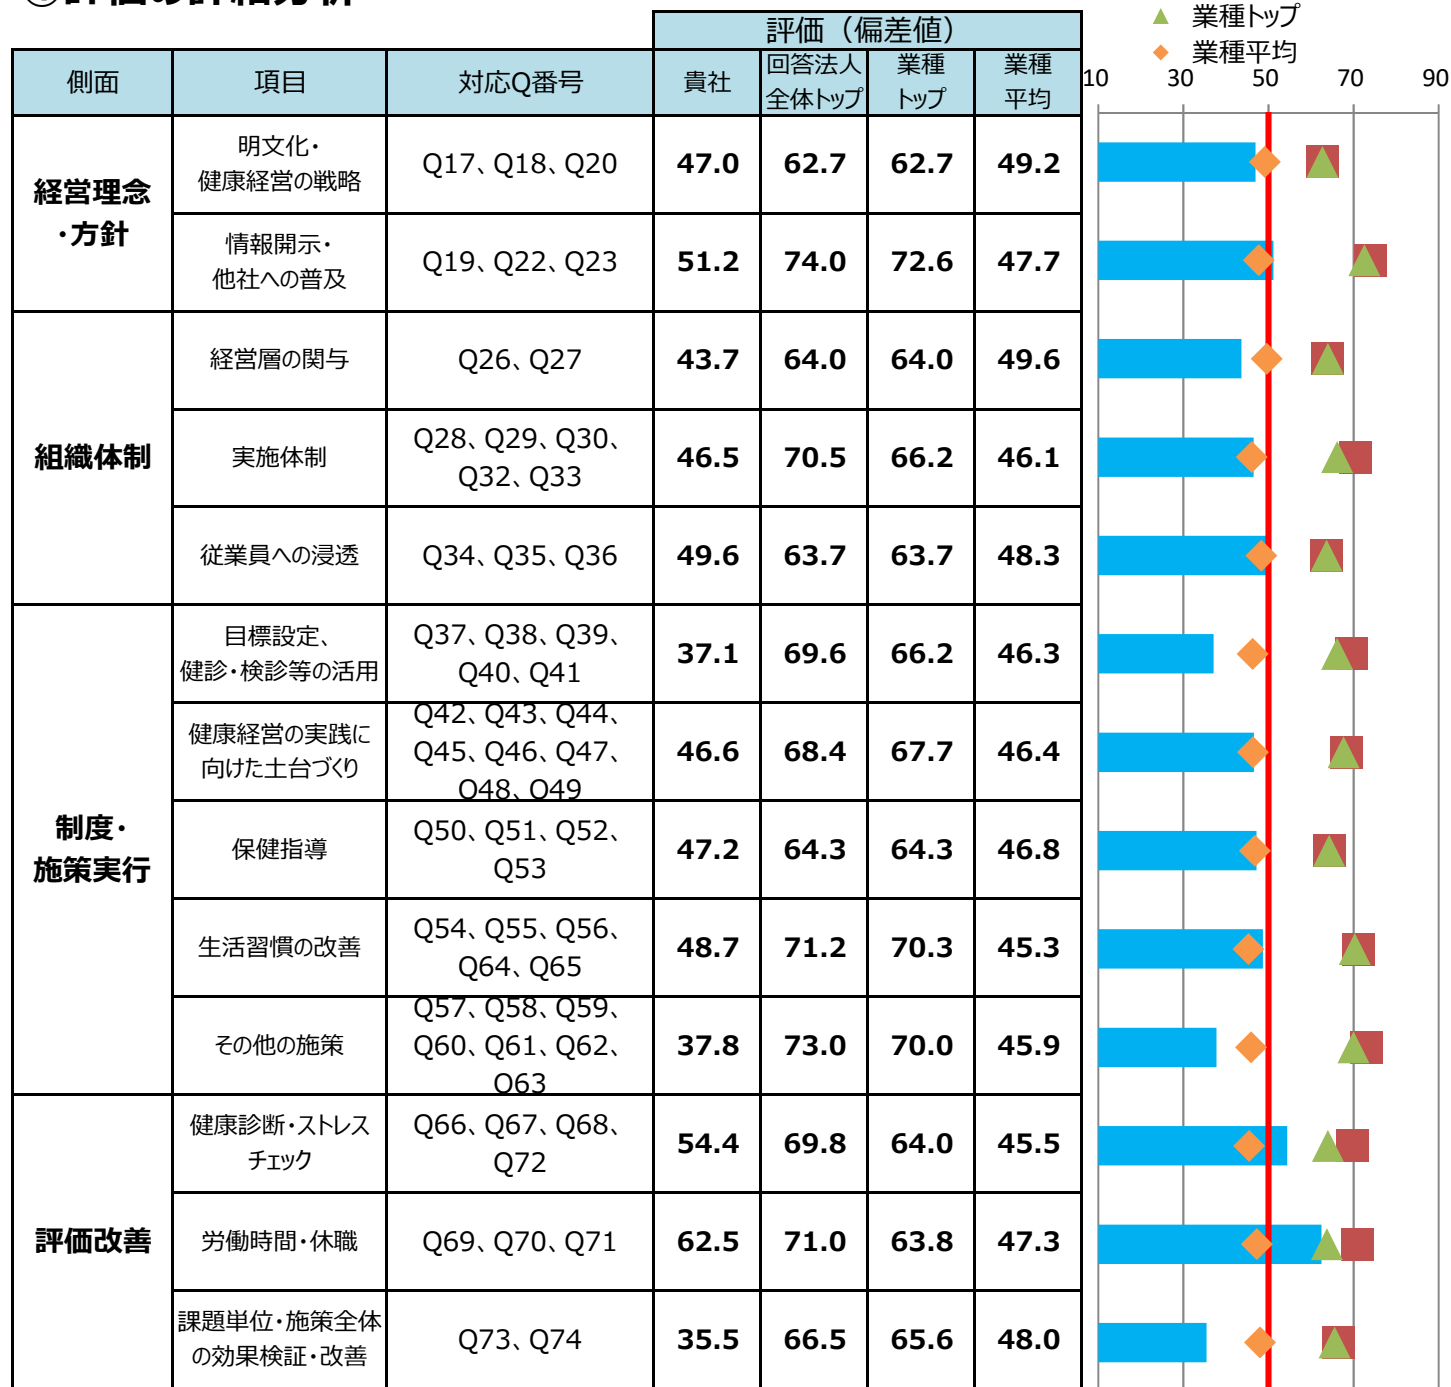 評価の詳細分析
▲ 業種トップ
◆ 業種平均
評価（偏差値）
側面 項目 対応Q番号 貴社 回答法人 業種 業種
全体トップ トップ 平均
10 30 50 70 90
経営理念
・方針
明文化・
健康経営の戦略
Q17、Q18、Q20 47.0 62.7 62.7 49.2
情報開示・
他社への普及
Q19、Q22、Q23 51.2 74.0 72.6 47.7
組織体制
経営層の関与 Q26、Q27 43.7 64.0 64.0 49.6
実施体制
Q28、Q29、Q30、
Q32、Q33
46.5 70.5 66.2 46.1
従業員への浸透 Q34、Q35、Q36 49.6 63.7 63.7 48.3
制度・
施策実行
目標設定、
健診・検診等の活用
Q37、Q38、Q39、
Q40、Q41
37.1 69.6 66.2 46.3
健康経営の実践に
向けた土台づくり
Q42、Q43、Q44、
Q45、Q46、Q47、
Q48、Q49
46.6 68.4 67.7 46.4
保健指導
Q50、Q51、Q52、
Q53
47.2 64.3 64.3 46.8
生活習慣の改善
Q54、Q55、Q56、
Q64、Q65
48.7 71.2 70.3 45.3
その他の施策
Q57、Q58、Q59、
Q60、Q61、Q62、
Q63
37.8 73.0 70.0 45.9
評価改善
健康診断・ストレス
チェック
Q66、Q67、Q68、
Q72
54.4 69.8 64.0 45.5
労働時間・休職 Q69、Q70、Q71 62.5 71.0 63.8 47.3
課題単位・施策全体
の効果検証・改善
Q73、Q74 35.5 66.5 65.6 48.0